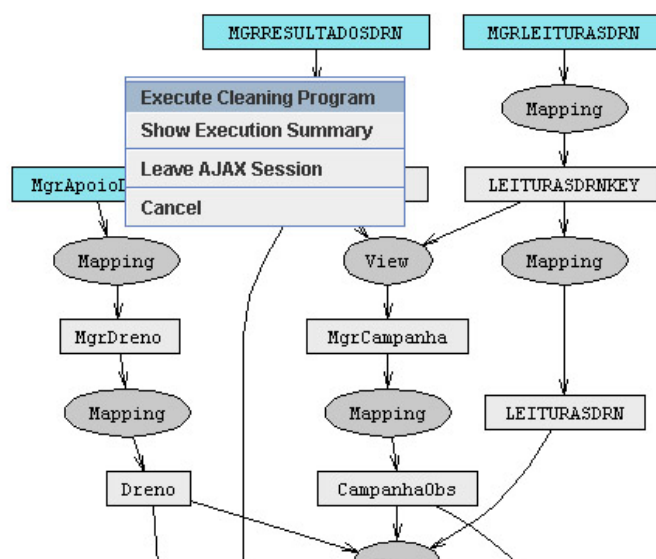 MGRRESULTADOSDRN
MGRLEITURASDRN
Execute Cleaning Program
Mapping
Show Execution Summary
Leave AJAX Session
LEITURASDRNKEY
Cancel
Mapping
View
Mapping
MgrDreno
MgrCampanha
Mapping
Mapping
LEITURASDRN
Dreno
CampanhaObs